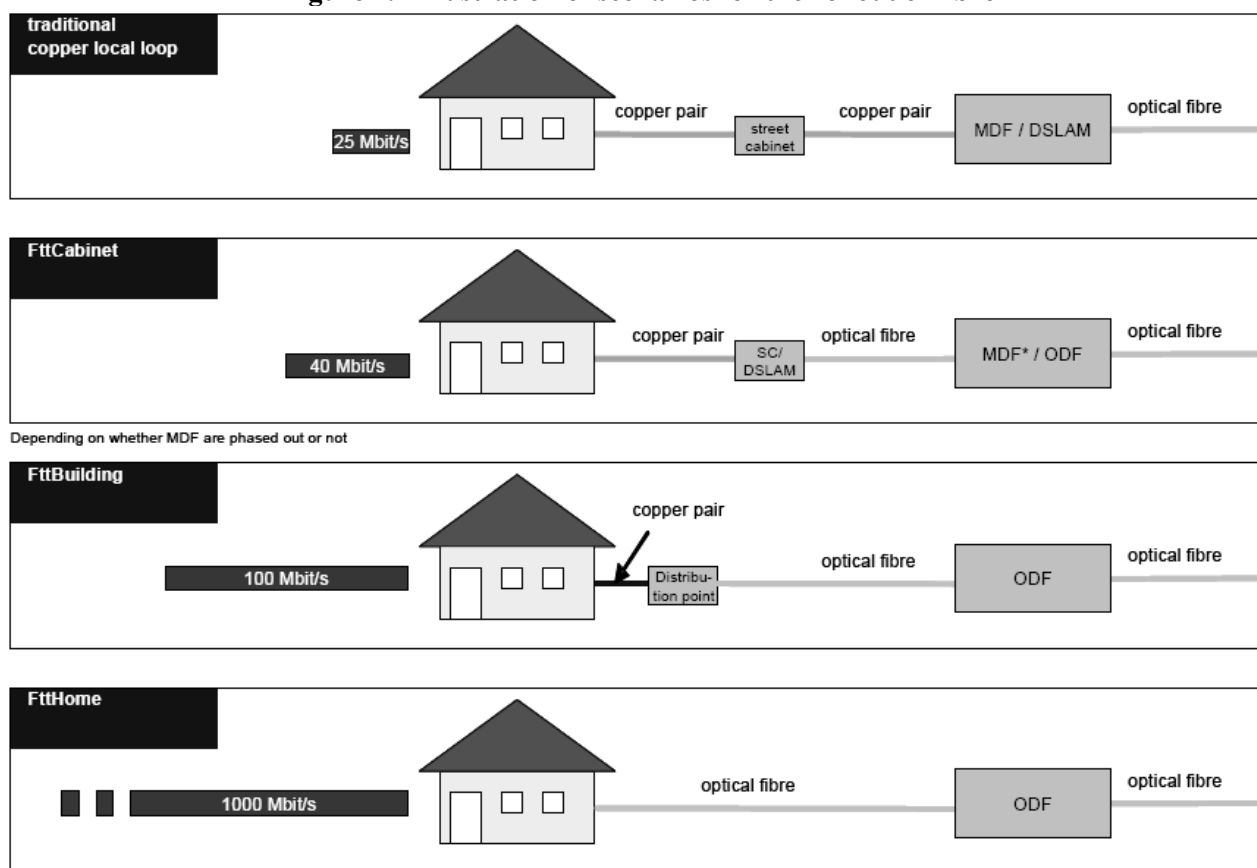 traditional
copper local loop
25 Mbit/s
copper pair
street
cabinet
copper pair
MDF / DSLAM
optical fibre
FttCabinet
40 Mbit/s
copper pair
SC/
DSLAM
optical fibre
MDF* / ODF
optical fibre
Depending on whether MDF are phased out or not
FttBuilding
100 Mbit/s
copper pair
Distribu-
tion point
optical fibre
ODF
optical fibre
FttHome
1000 Mbit/s
optical fibre
ODF
optical fibre